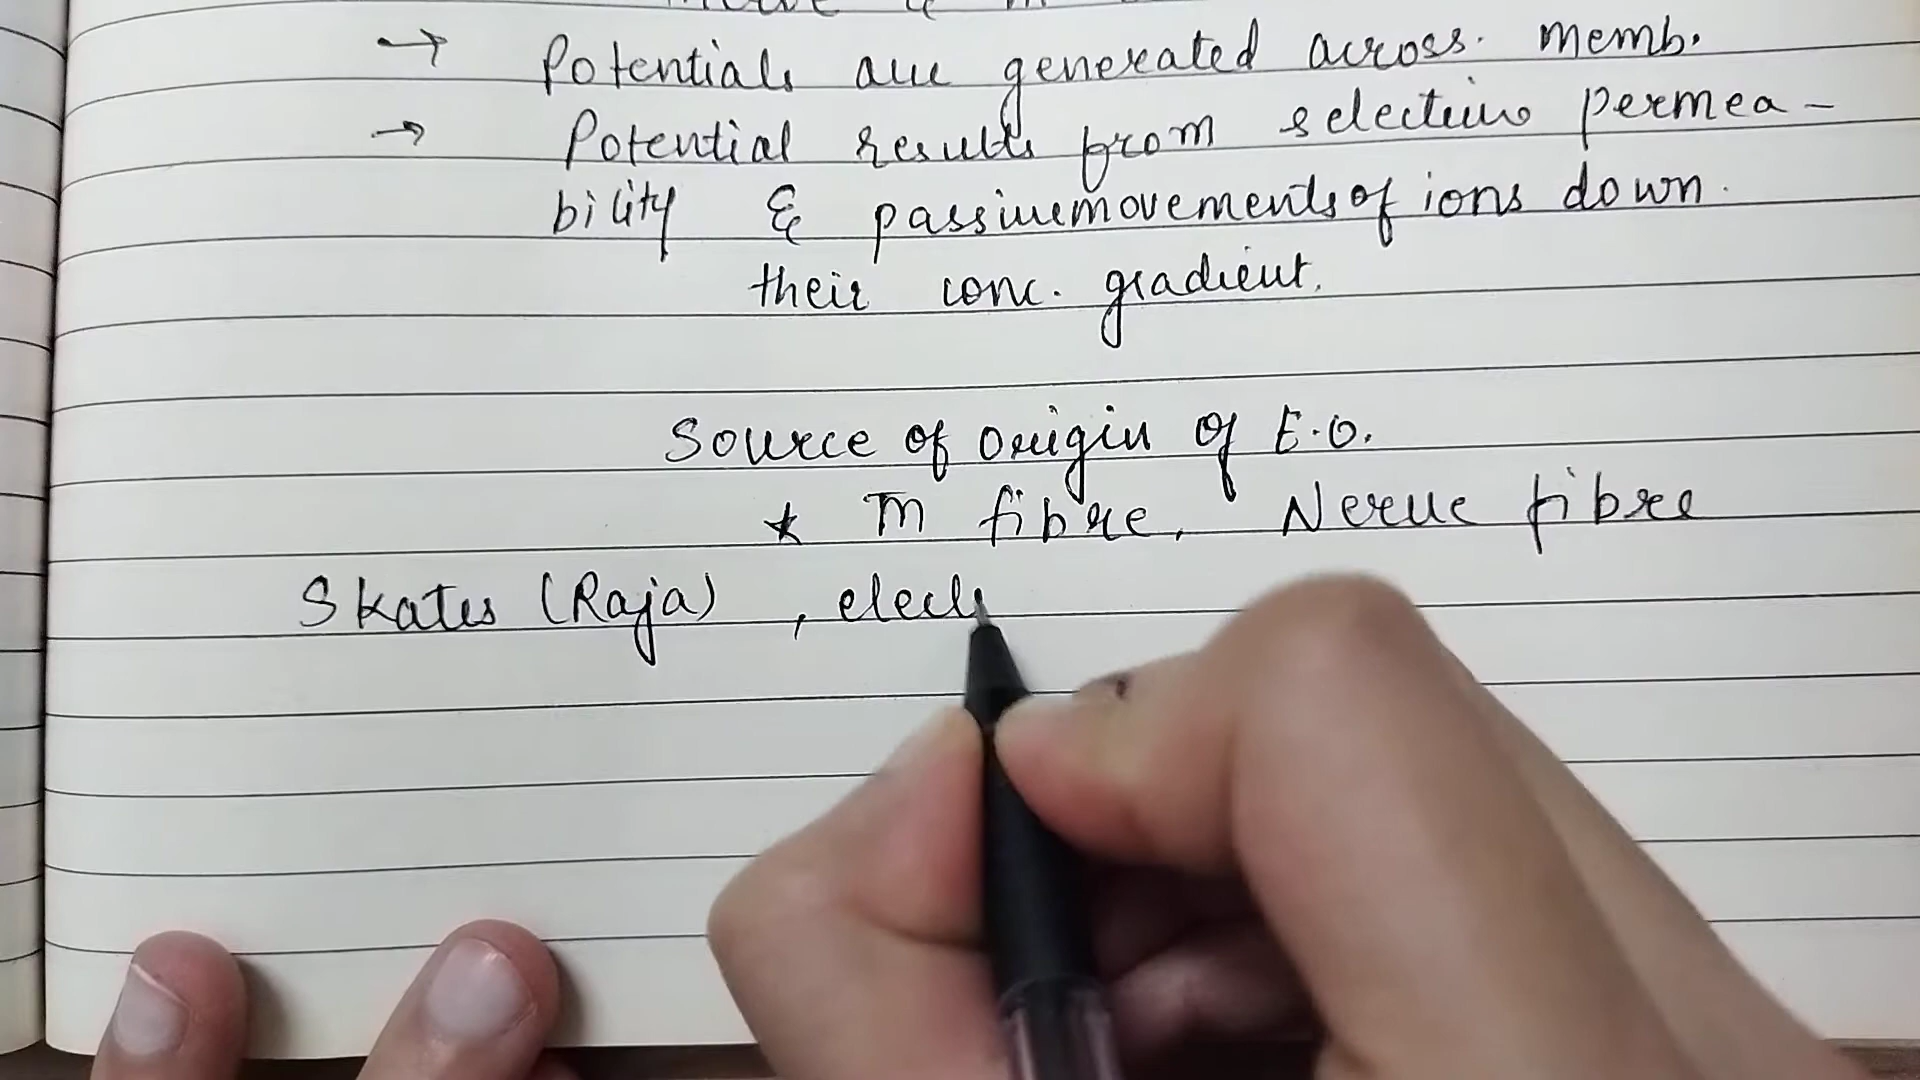 → Potentials are generated across. memb.
→ Potential results from selective permea-
bility & passive movements of ions down.
their conc. gradient.
Source of origin of E.O.
* m fibre, Nerve fibre
Skates (Raja) , elect